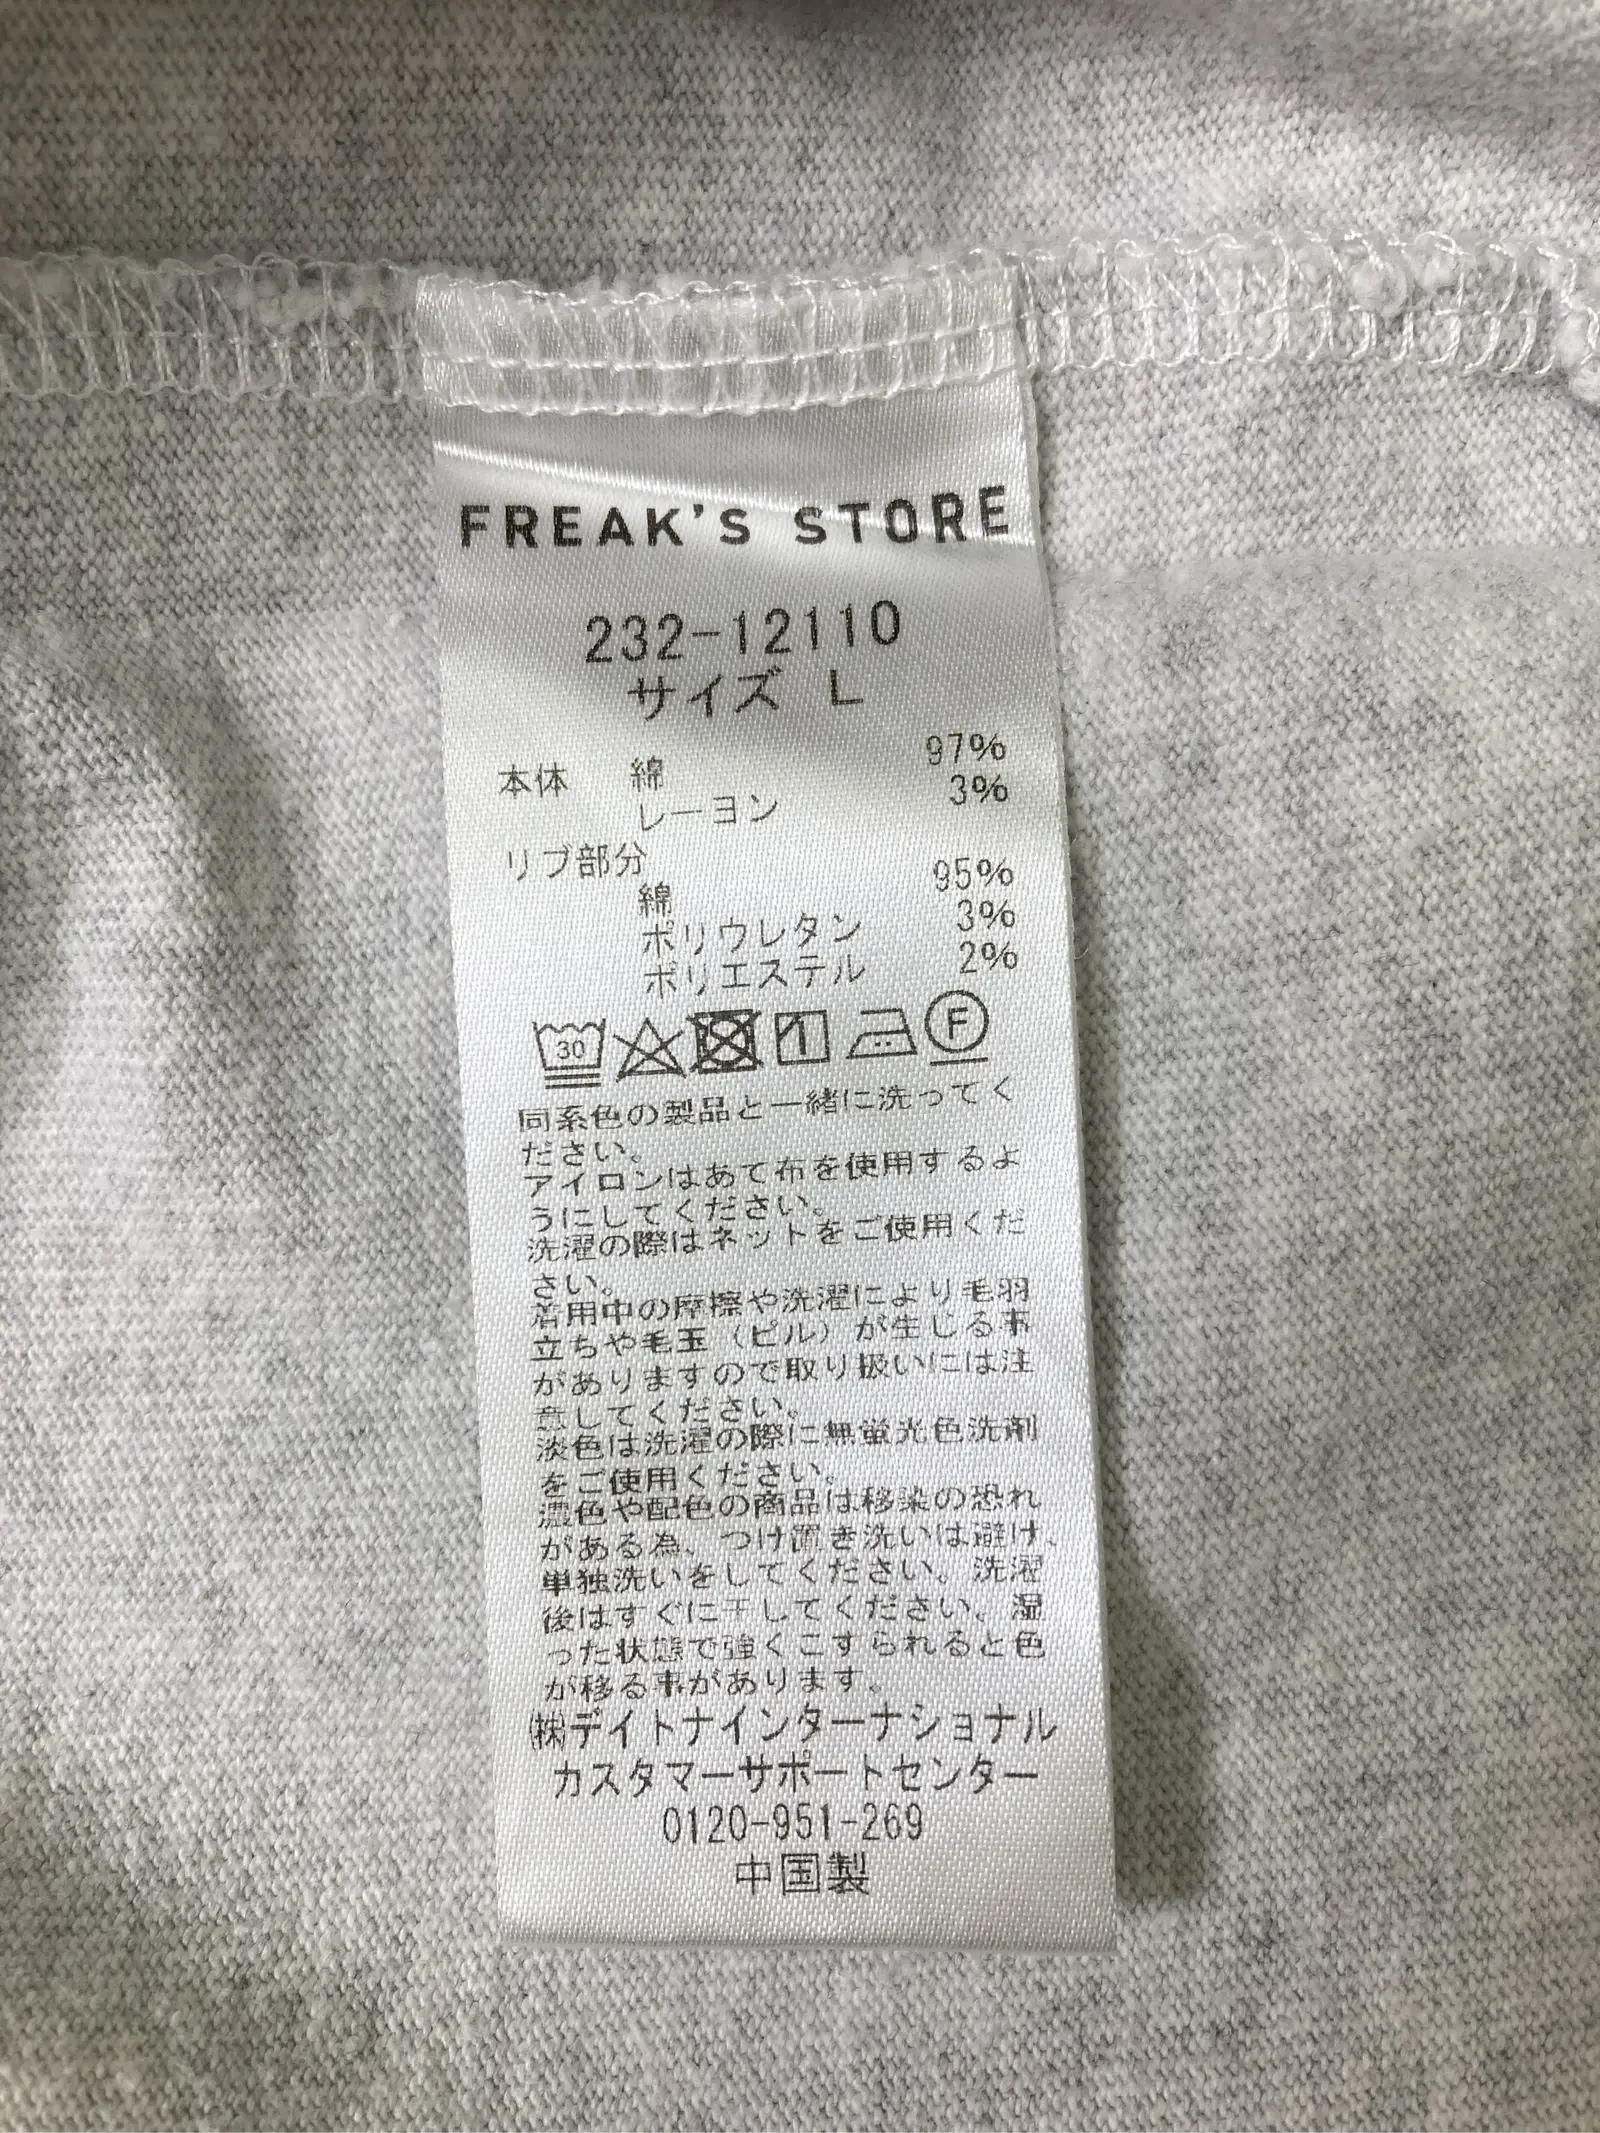 FREAK'S STORE
232-12110
サイズ L
本体 綿 97%
レーヨン 3%
リブ部分
綿 95%
ポリウレタン 3%
ポリエステル 2%
30 F
同系色の製品と一緒に洗ってく
ださい。
アイロンはあて布を使用するよ
うにしてください。
洗濯の際はネットをご使用くだ
さい。
着用中の摩擦や洗濯により毛羽
立ちや毛玉（ピル）が生じる事
がありますので取り扱いには注
意してください。
淡色は洗濯の際に無蛍光色洗剤
をご使用ください。
濃色や配色の商品は移染の恐れ
がある為、つけ置き洗いは避け、
単独洗いをしてください。洗濯
後はすぐに干してください。湿
った状態で強くこすられると色
が移る事があります。
㈱デイトナインターナショナル
カスタマーサポートセンター
0120-951-269
中国製